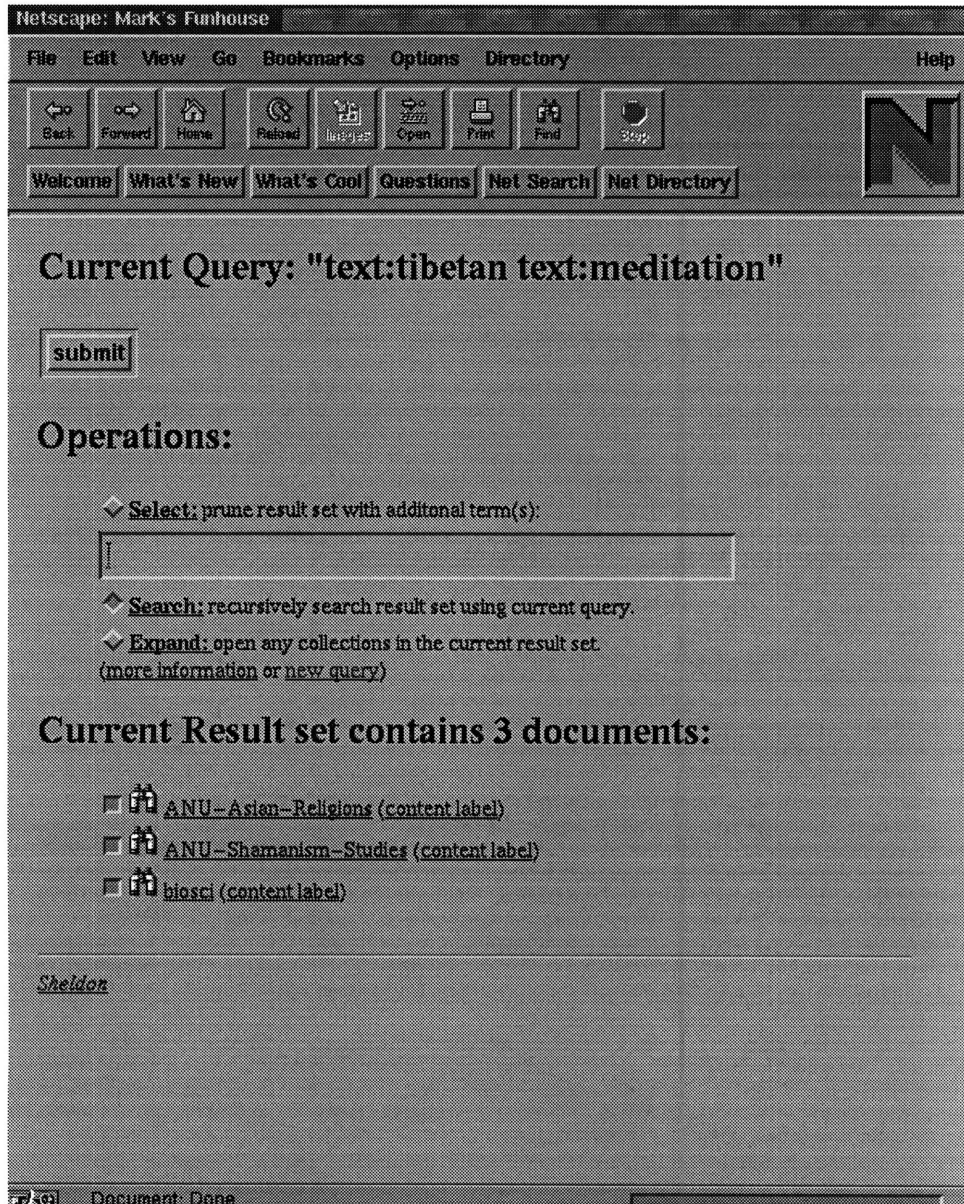 Netscape: Mark's Funhouse
File Edit View Go Bookmarks Options Directory Help
Back Forward Home Reload Images Open Print Find Stop
N
Welcome What's New What's Cool Questions Net Search Net Directory
Current Query: "text:tibetan text:meditation"
submit
Operations:
Select: prune result set with additonal term(s):
Search: recursively search result set using current query.
Expand: open any collections in the current result set.
(more information or new query)
Current Result set contains 3 documents:
ANU-Asian-Religions (content label)
ANU-Shamanism-Studies (content label)
biosci (content label)
Sheldon
Document: Done